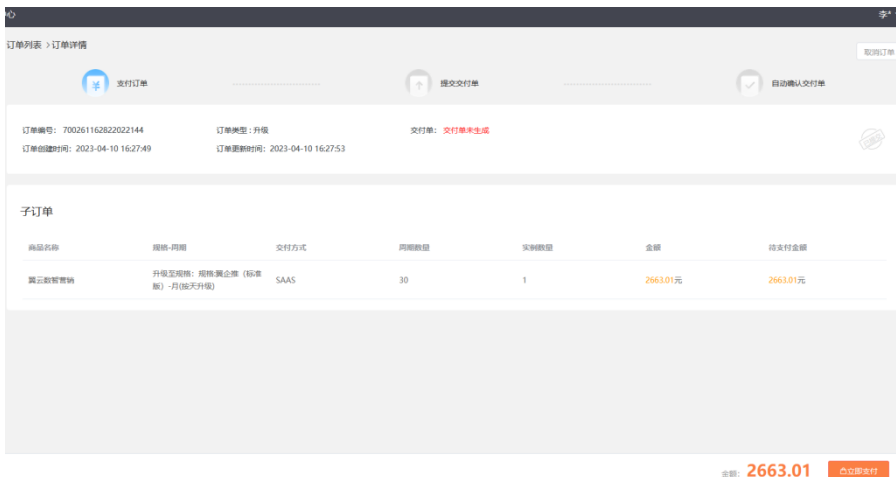 心
李*
订单列表 >订单详情
取消订单
支付订单
提交交付单
自动确认交付单
订单编号: 700261162822022144
订单类型 : 升级
交付单: 交付单未生成
订单创建时间: 2023-04-10 16:27:49
订单更新时间: 2023-04-10 16:27:53
子订单
商品名称
规格-周期
交付方式
周期数量
实例数量
金额
待支付金额
翼云数智营销
升级至规格: 规格:翼企推 (标准
版) -月(按天升级)
SAAS
30
1
2663.01元
2663.01元
金额: 2663.01
立即支付